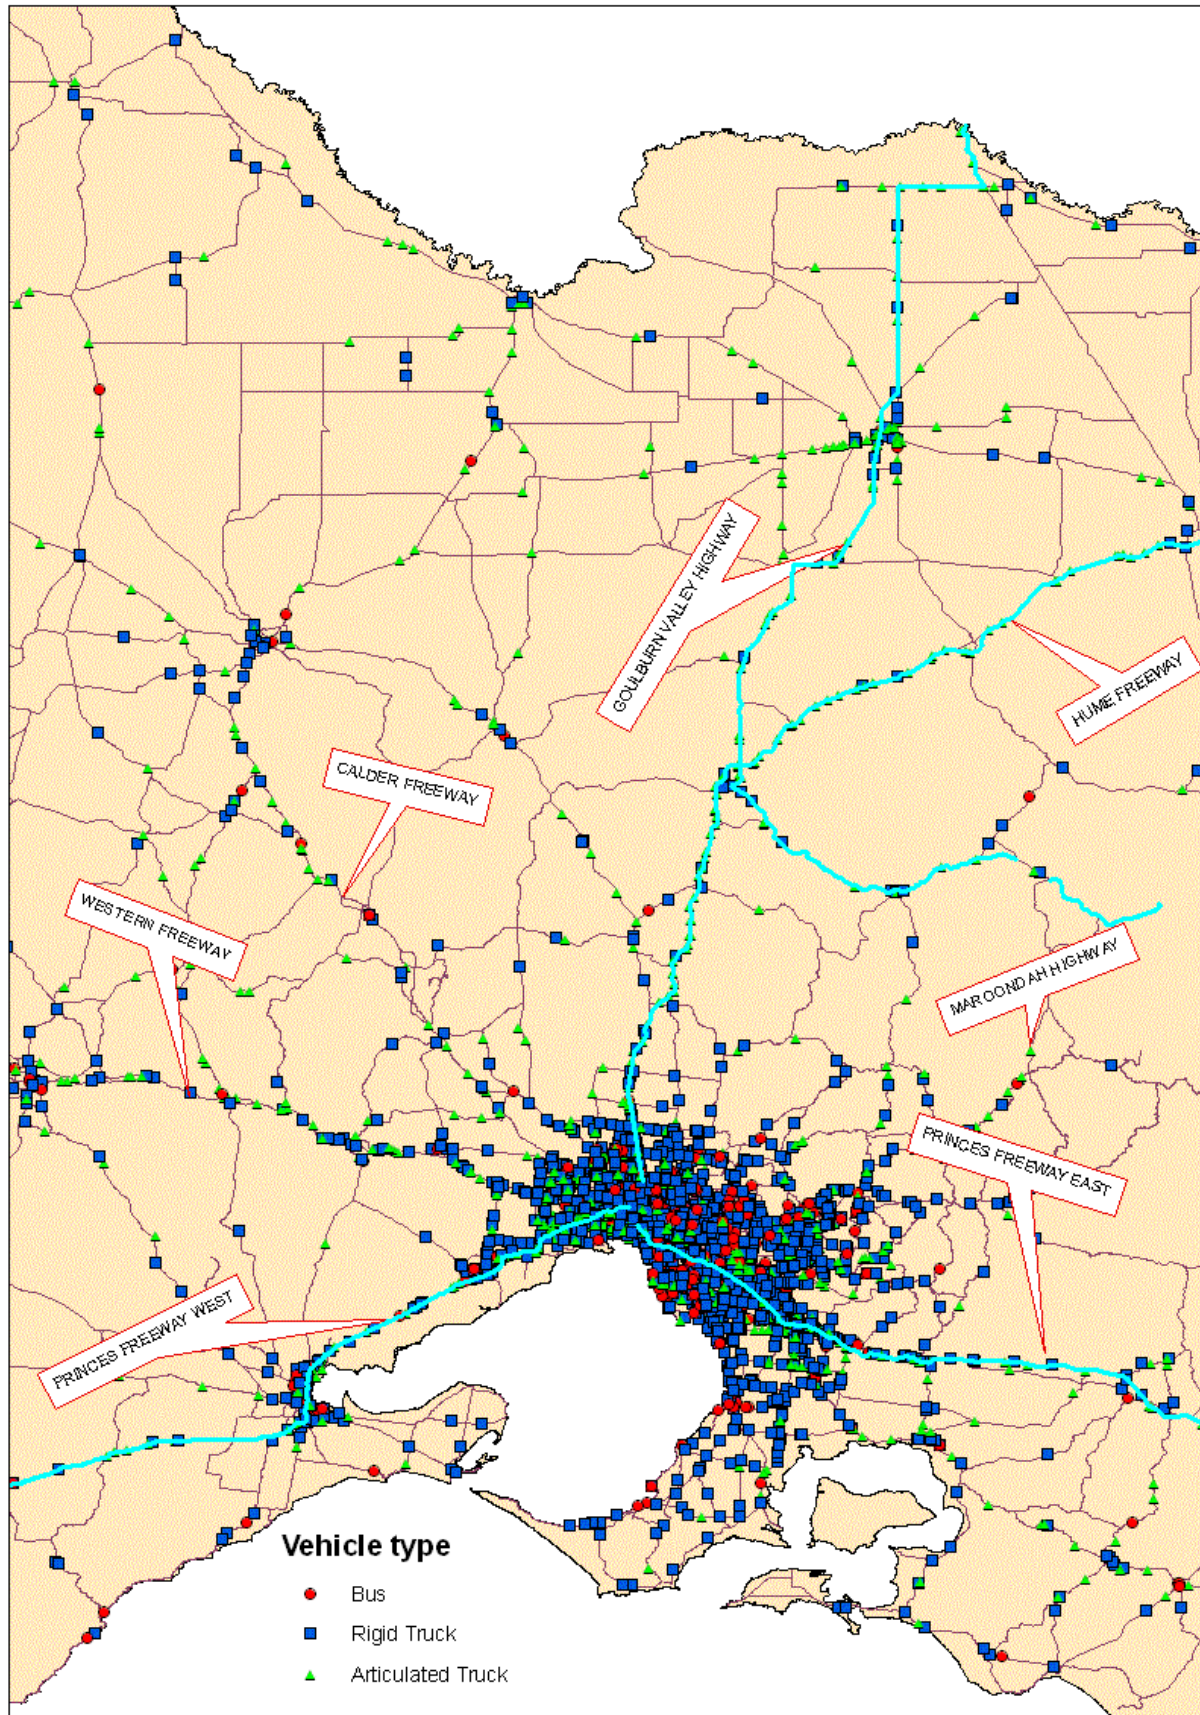 GOULBURN VALLEY HIGHWAY
HUME FREEWAY
CALDER FREEWAY
WESTERN FREEWAY
MAROONDAH HIGHWAY
PRINCES FREEWAY EAST
PRINCES FREEWAY WEST
Vehicle type
Bus
Rigid Truck
Articulated Truck